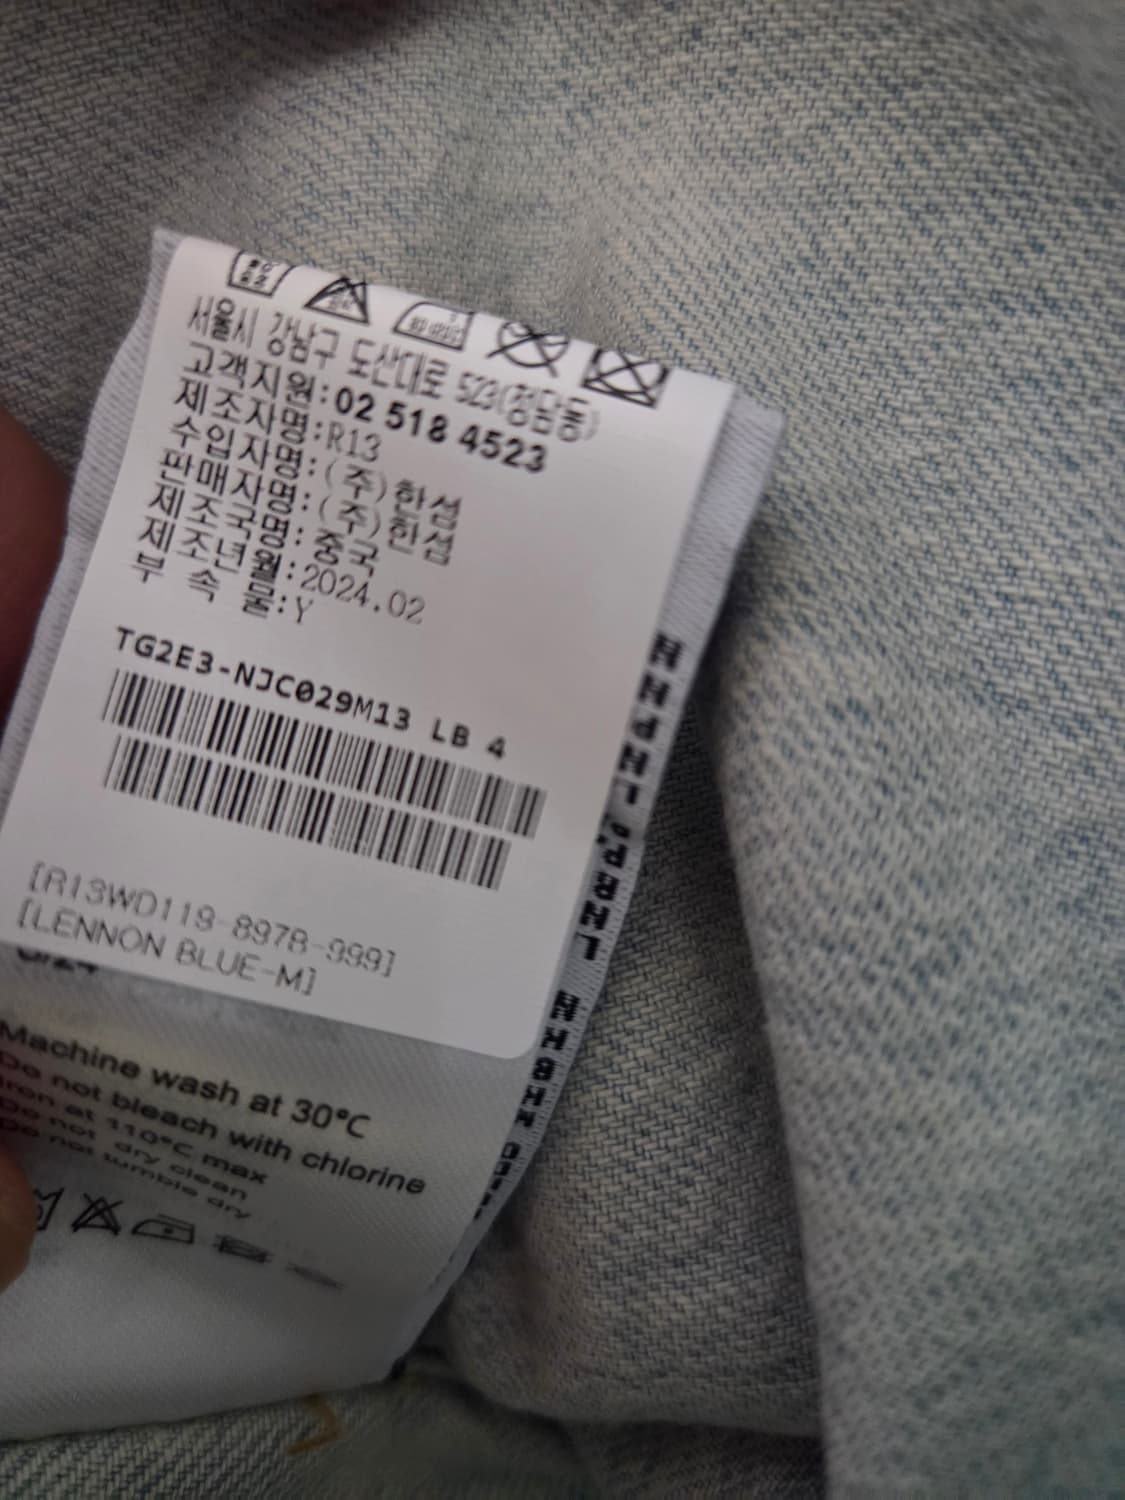 서울시 강남구 도산대로 523(청담동)
고객지원:02 518 4523
제조자명:R13
수입자명:(주)한섬
판매자명:(주)한섬
제조국명:중국
제조년월:2024.02
부 속 물:Y
TG2E3-NJC029M13 LB 4
[R13WD119-8978-999]
[LENNON BLUE-M]
Machine wash at 30°C
Do not bleach with chlorine
Iron at 110°C max
Do not dry clean
Do not tumble dry